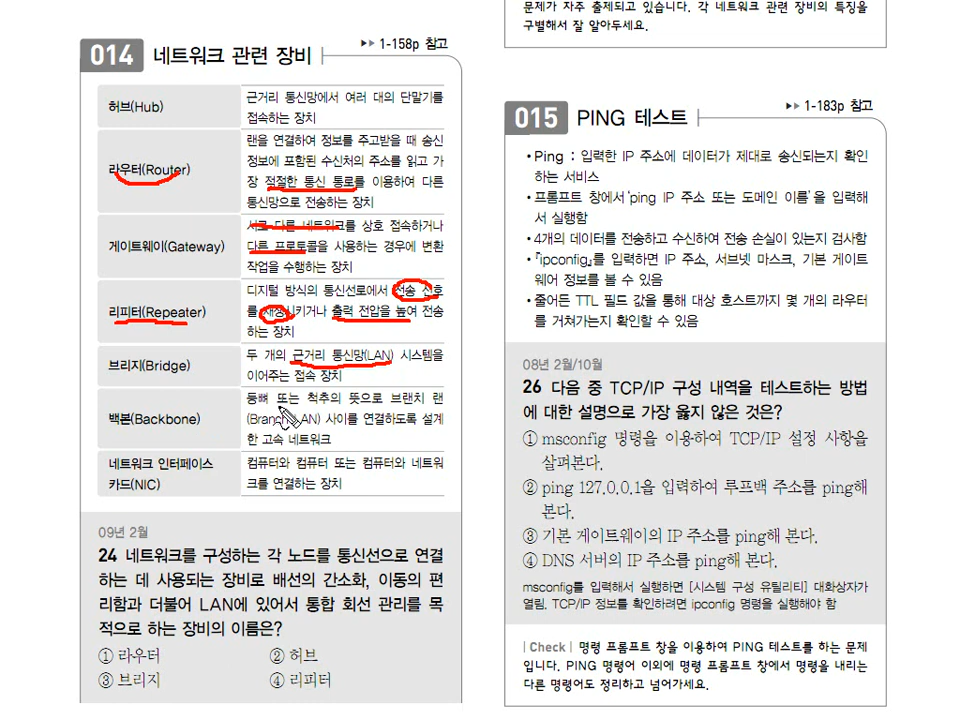 014 네트워크 관련 장비
▶▶ 1-158p 참고
허브(Hub)
근거리 통신망에서 여러 대의 단말기를
접속하는 장치
라우터(Router)
랜을 연결하여 정보를 주고받을 때 송신
정보에 포함된 수신처의 주소를 읽고 가
장 적절한 통신 통로를 이용하여 다른
통신망으로 전송하는 장치
게이트웨이(Gateway)
서로 다른 네트워크를 상호 접속하거나
다른 프로토콜을 사용하는 경우에 변환
작업을 수행하는 장치
리피터(Repeater)
디지털 방식의 통신선로에서 전송 신호
를 재생시키거나 출력 전압을 높여 전송
하는 장치
브리지(Bridge)
두 개의 근거리 통신망(LAN) 시스템을
이어주는 접속 장치
백본(Backbone)
등뼈 또는 척추의 뜻으로 브랜치 랜
(Branch LAN) 사이를 연결하도록 설계
한 고속 네트워크
네트워크 인터페이스
카드(NIC)
컴퓨터와 컴퓨터 또는 컴퓨터와 네트워
크를 연결하는 장치
09년 2월
24 네트워크를 구성하는 각 노드를 통신선으로 연결
하는 데 사용되는 장비로 배선의 간소화, 이동의 편
리함과 더불어 LAN에 있어서 통합 회선 관리를 목
적으로 하는 장비의 이름은?
① 라우터 ② 허브
③ 브리지 ④ 리피터
문제가 자주 출제되고 있습니다. 각 네트워크 관련 장비의 특징을
구별해서 잘 알아두세요.
015 PING 테스트
▶▶ 1-183p 참고
• Ping : 입력한 IP 주소에 데이터가 제대로 송신되는지 확인
하는 서비스
• 프롬프트 창에서 'ping IP 주소 또는 도메인 이름'을 입력해
서 실행함
• 4개의 데이터를 전송하고 수신하여 전송 손실이 있는지 검사함
• 『ipconfig』를 입력하면 IP 주소, 서브넷 마스크, 기본 게이트
웨어 정보를 볼 수 있음
• 줄어든 TTL 필드 값을 통해 대상 호스트까지 몇 개의 라우터
를 거쳐가는지 확인할 수 있음
08년 2월/10월
26 다음 중 TCP/IP 구성 내역을 테스트하는 방법
에 대한 설명으로 가장 옳지 않은 것은?
① msconfig 명령을 이용하여 TCP/IP 설정 사항을
살펴본다.
② ping 127.0.0.1을 입력하여 루프백 주소를 ping해
본다.
③ 기본 게이트웨이의 IP 주소를 ping해 본다.
④ DNS 서버의 IP 주소를 ping해 본다.
msconfig를 입력해서 실행하면 [시스템 구성 유틸리티] 대화상자가
열림. TCP/IP 정보를 확인하려면 ipconfig 명령을 실행해야 함
| Check | 명령 프롬프트 창을 이용하여 PING 테스트를 하는 문제
입니다. PING 명령어 이외에 명령 프롬프트 창에서 명령을 내리는
다른 명령어도 정리하고 넘어가세요.